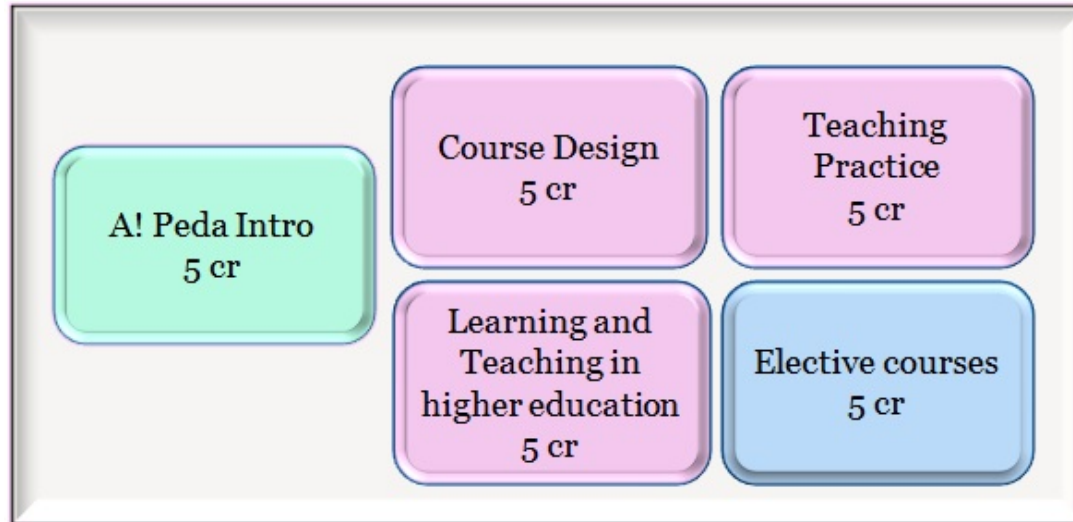 A! Peda Intro
5 cr
Course Design
5 cr
Teaching
Practice
5 cr
Learning and
Teaching in
higher education
5 cr
Elective courses
5 cr